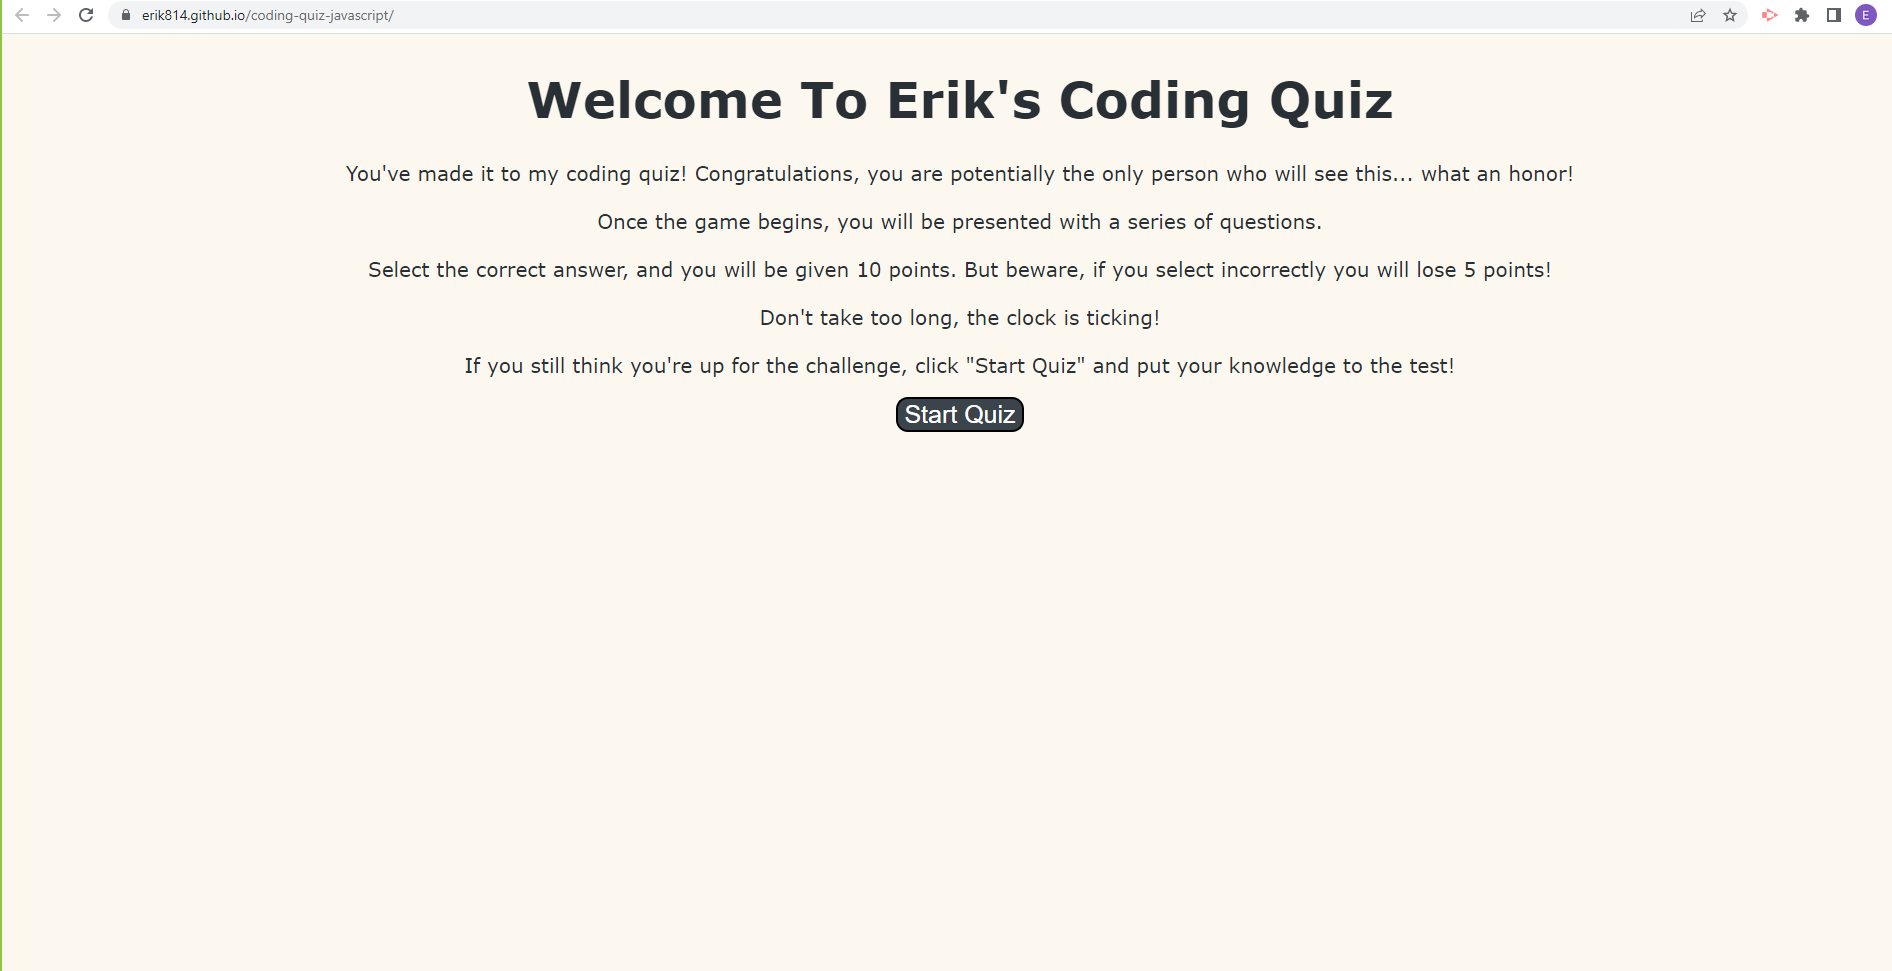 erik814.github.io/coding-quiz-javascript/
E
Welcome To Erik's Coding Quiz
You've made it to my coding quiz! Congratulations, you are potentially the only person who will see this... what an honor!
Once the game begins, you will be presented with a series of questions.
Select the correct answer, and you will be given 10 points. But beware, if you select incorrectly you will lose 5 points!
Don't take too long, the clock is ticking!
If you still think you're up for the challenge, click "Start Quiz" and put your knowledge to the test!
Start Quiz